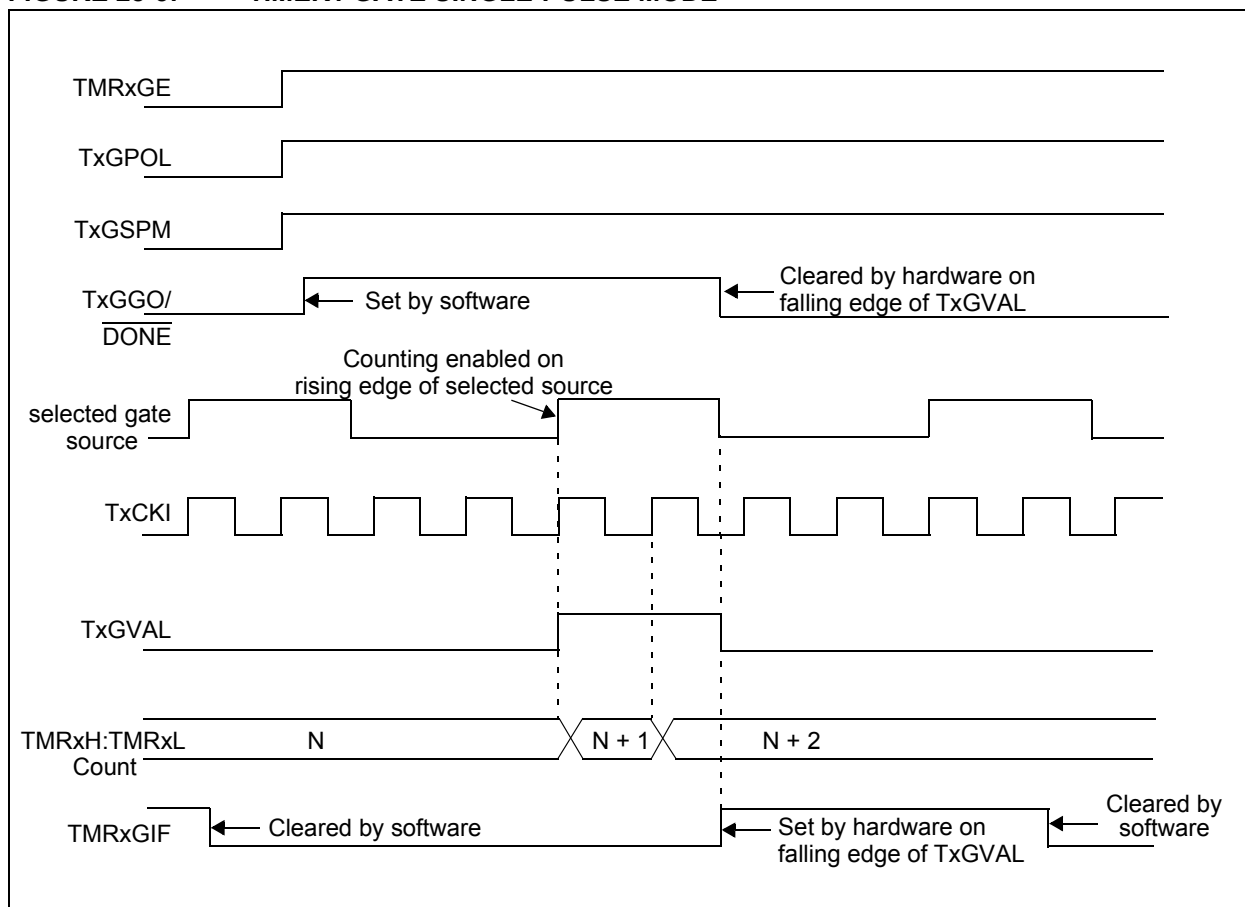 TMRxGE
TxGPOL
TxGSPM
TxGGO/
DONE
Set by software
Cleared by hardware on
falling edge of TxGVAL
Counting enabled on
rising edge of selected source
selected gate
source
TxCKI
TxGVAL
TMRxH:TMRxL
Count
N
N + 1
N + 2
TMRxGIF
Cleared by software
Set by hardware on
falling edge of TxGVAL
Cleared by
software